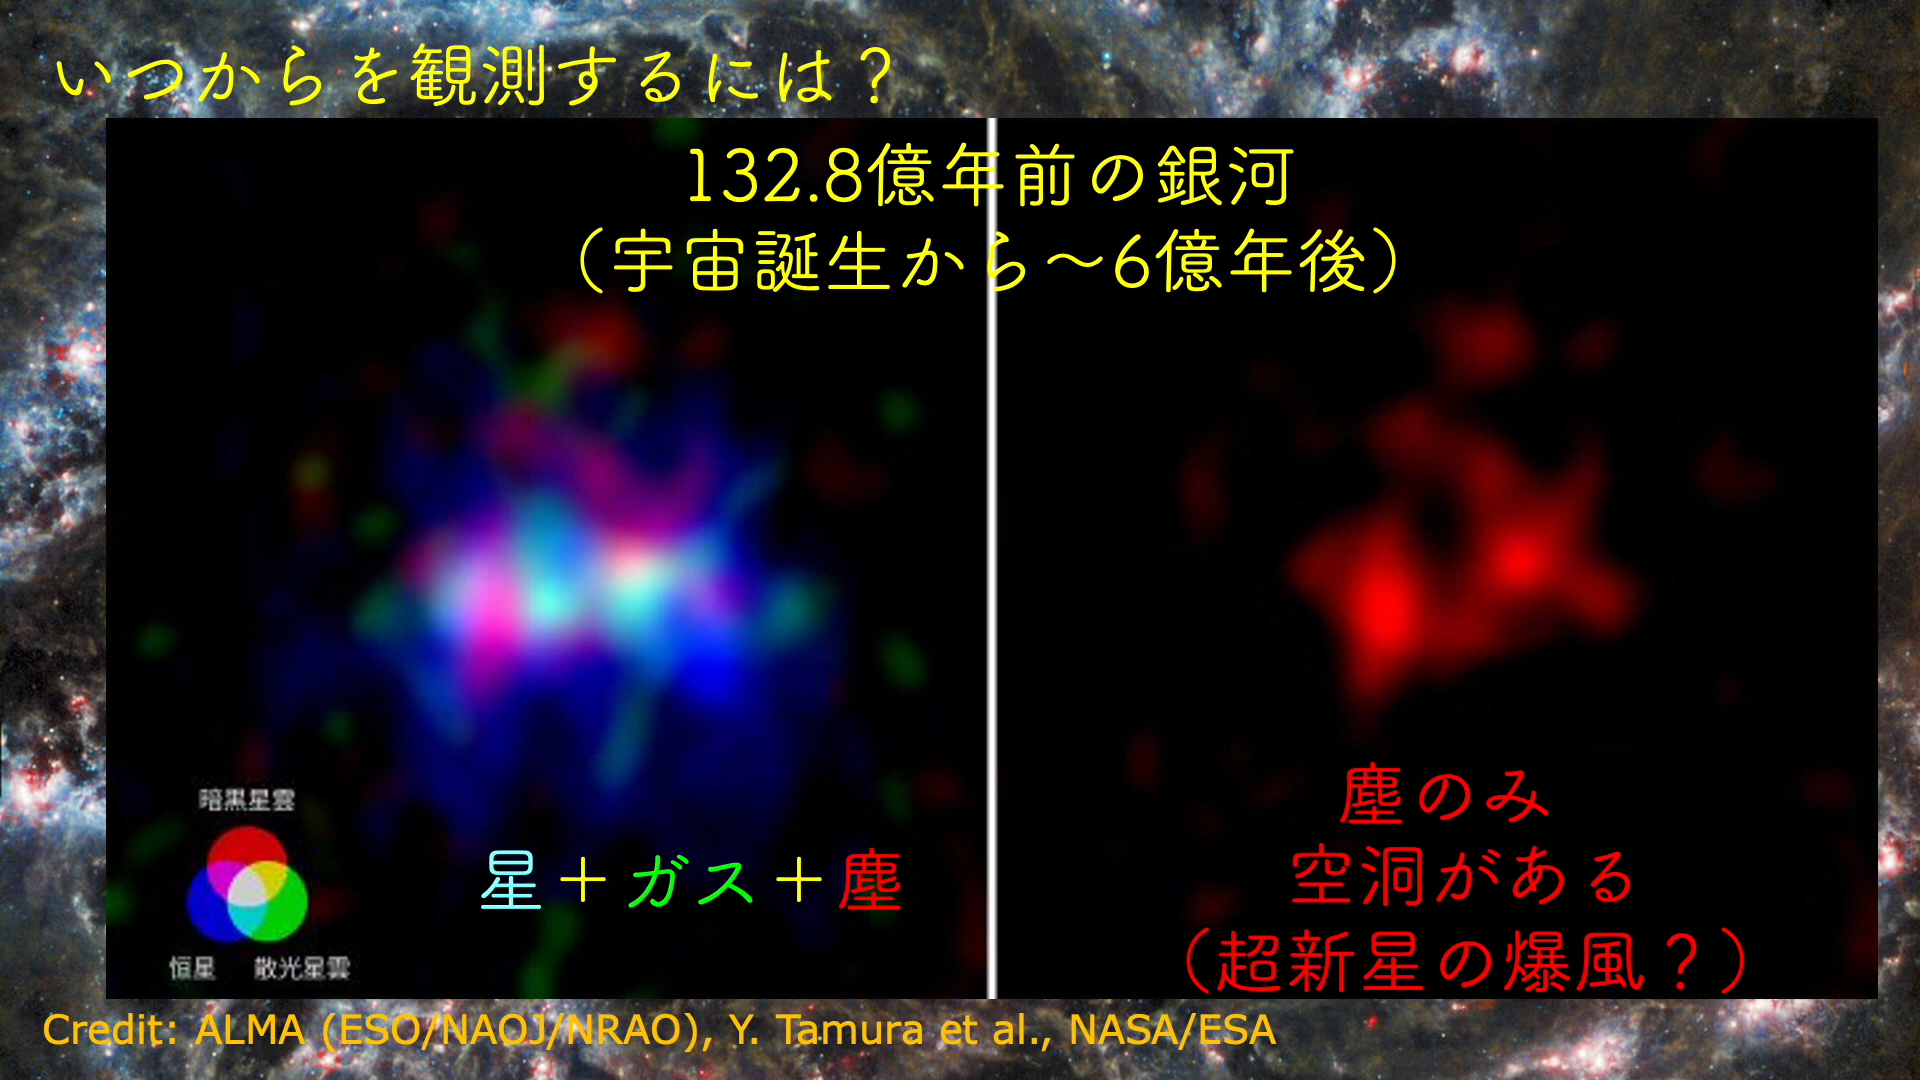 いつからを観測するには？
132.8億年前の銀河
（宇宙誕生から〜6億年後）
暗黒星雲
恒星
散光星雲
星＋ガス＋塵
塵のみ
空洞がある
（超新星の爆風？）
Credit: ALMA (ESO/NAOJ/NRAO), Y. Tamura et al., NASA/ESA